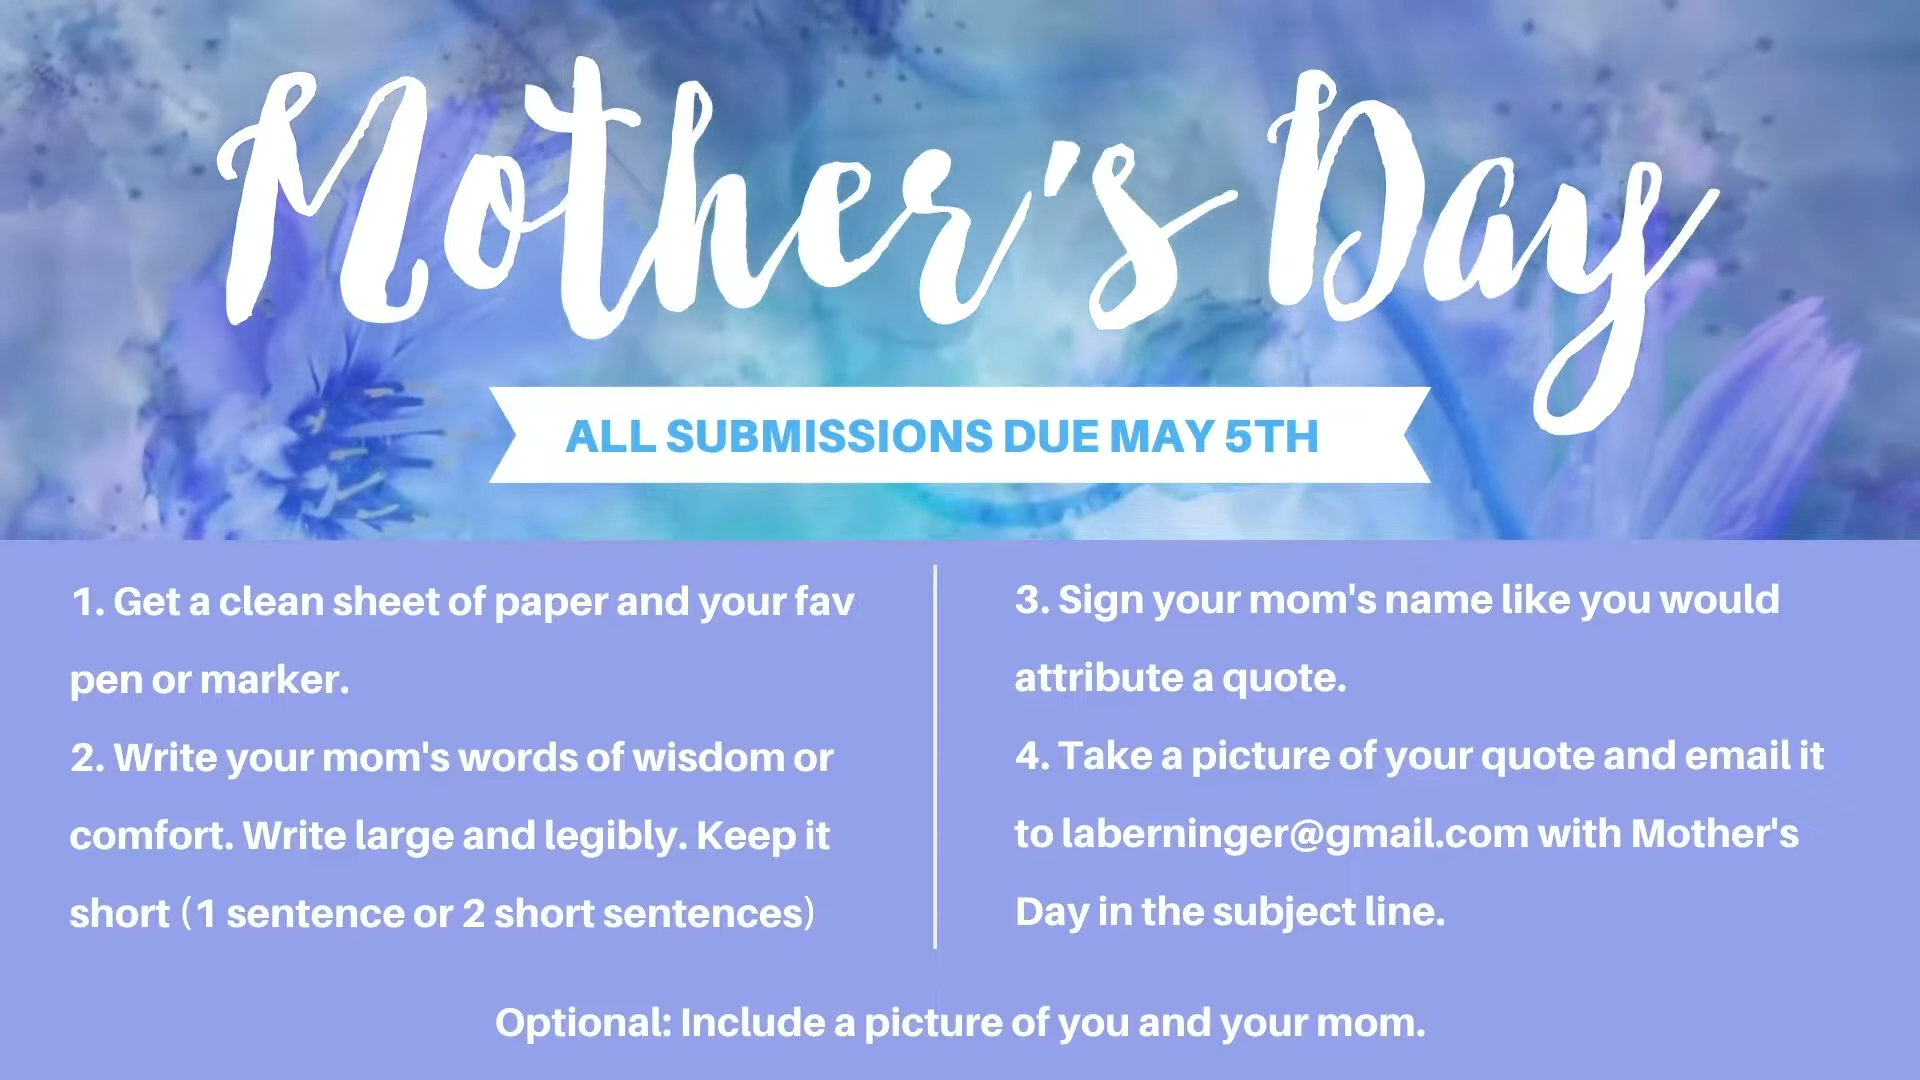 Mother's Day
ALL SUBMISSIONS DUE MAY 5TH
1. Get a clean sheet of paper and your fav
pen or marker.
2. Write your mom's words of wisdom or
comfort. Write large and legibly. Keep it
short (1 sentence or 2 short sentences)
3. Sign your mom's name like you would
attribute a quote.
4. Take a picture of your quote and email it
to laberninger@gmail.com with Mother's
Day in the subject line.
Optional: Include a picture of you and your mom.